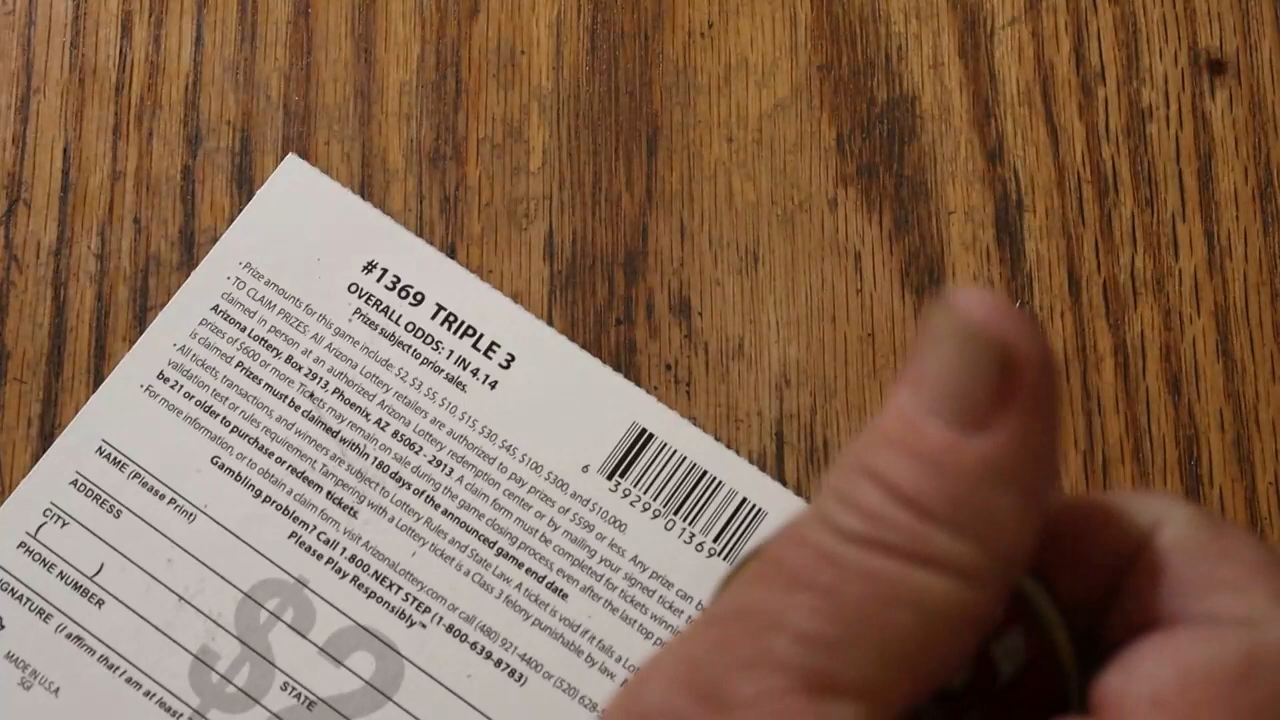 #1369 TRIPLE 3
OVERALL ODDS: 1 IN 4.14
Prizes subject to prior sales.
• Prize amounts for this game include: $2, $3, $5, $10, $15, $30, $45, $100, $300, and $10,000.
• TO CLAIM PRIZES: All Arizona Lottery retailers are authorized to pay prizes of $599 or less. Any prize can be
claimed in person at an authorized Arizona Lottery redemption center or by mailing your signed ticket to
Arizona Lottery, Box 2913, Phoenix, AZ 85062-2913. A claim form must be completed for tickets winning
prizes of $600 or more. Tickets may remain on sale during the game closing process, even after the last top
is claimed. Prizes must be claimed within 180 days of the announced game end date.
• All tickets, transactions, and winners are subject to Lottery Rules and State Law. A ticket is void if it fails a
validation test or rules requirement. Tampering with a Lottery ticket is a Class 3 felony punishable by law.
be 21 or older to purchase or redeem tickets.
• For more information, or to obtain a claim form, visit ArizonaLottery.com or call (480) 921-4400 or (520) 628-
Gambling problem? Call 1.800.NEXT STEP (1-800-639-8783)
Please Play Responsibly™
6 39299 01369
NAME (Please Print)
ADDRESS
CITY
STATE
( )
PHONE NUMBER
SIGNATURE (I affirm that I am at least
$2
MADE IN U.S.A.
SGI